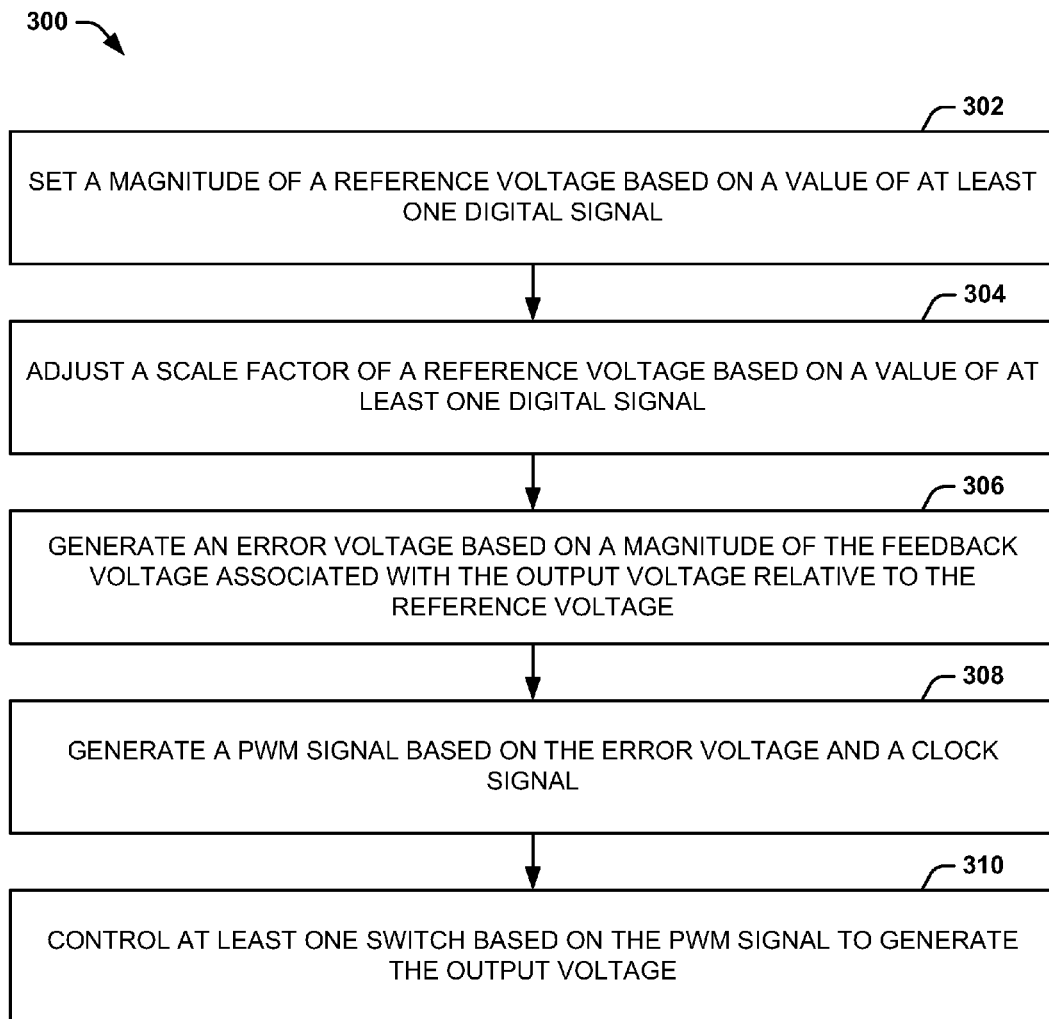 300
302
SET A MAGNITUDE OF A REFERENCE VOLTAGE BASED ON A VALUE OF AT LEAST
ONE DIGITAL SIGNAL
304
ADJUST A SCALE FACTOR OF A REFERENCE VOLTAGE BASED ON A VALUE OF AT
LEAST ONE DIGITAL SIGNAL
306
GENERATE AN ERROR VOLTAGE BASED ON A MAGNITUDE OF THE FEEDBACK
VOLTAGE ASSOCIATED WITH THE OUTPUT VOLTAGE RELATIVE TO THE
REFERENCE VOLTAGE
308
GENERATE A PWM SIGNAL BASED ON THE ERROR VOLTAGE AND A CLOCK
SIGNAL
310
CONTROL AT LEAST ONE SWITCH BASED ON THE PWM SIGNAL TO GENERATE
THE OUTPUT VOLTAGE